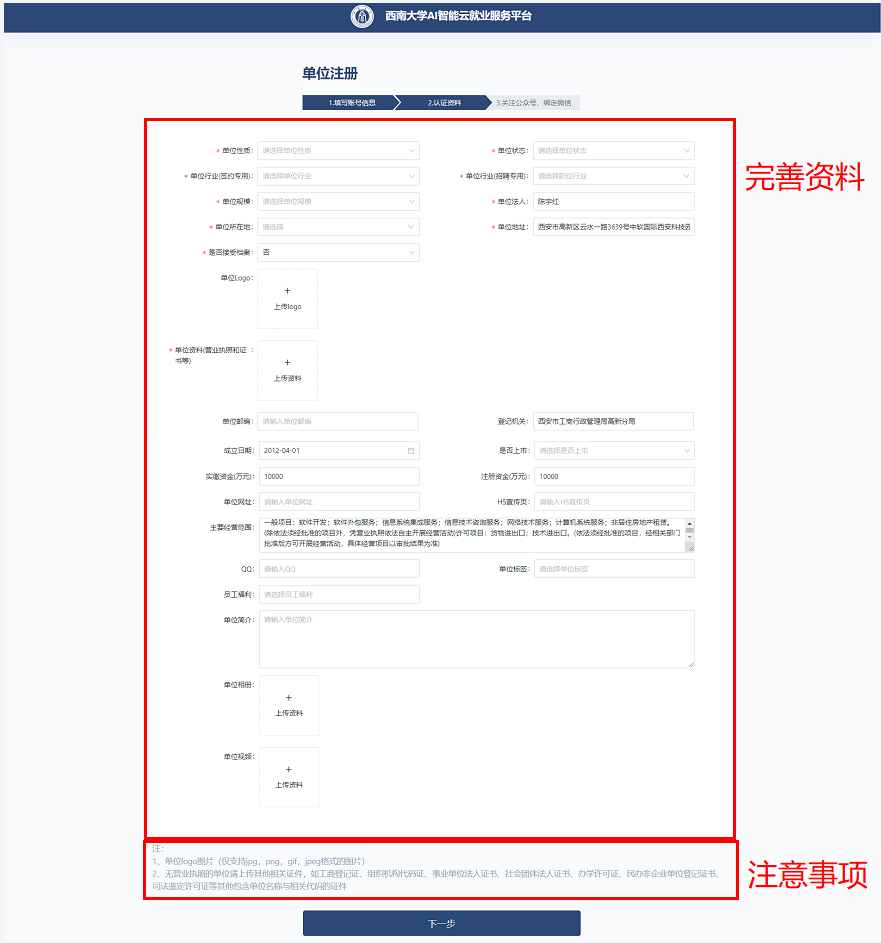 西南大学AI智能云就业服务平台
单位注册
1.填写账号信息 2.认证资料 3.关注公众号、绑定微信
完善资料
* 单位性质: 请选择单位性质 * 单位状态: 请选择单位状态
* 单位行业(签约专用): 请选择单位行业 * 单位行业(招聘专用): 请选择职位行业
* 单位规模: 请选择单位规模 * 单位法人: 陈宇红
* 单位所在地: 请选择 * 单位地址: 西安市高新区云水一路3639号中软国际西安科技园
* 是否接受档案: 否
单位Logo:
+
上传logo
* 单位资料(营业执照和证书等) :
+
上传资料
单位邮编: 请输入单位邮编 登记机关: 西安市工商行政管理局高新分局
成立日期: 2012-04-01 是否上市: 请选择是否上市
实缴资金(万元): 10000 注册资金(万元): 10000
单位网址: 请输入单位网址 H5宣传页: 请输入H5宣传页
主要经营范围: 一般项目：软件开发；软件外包服务；信息系统集成服务；信息技术咨询服务；网络技术服务；计算机系统服务；非居住房地产租赁。
(除依法须经批准的项目外，凭营业执照依法自主开展经营活动)许可项目：货物进出口；技术进出口。(依法须经批准的项目，经相关部门
批准后方可开展经营活动，具体经营项目以审批结果为准)
QQ: 请输入QQ 单位标签: 请选择单位标签
员工福利: 请选择员工福利
单位简介: 请输入单位简介
单位相册:
+
上传资料
单位视频:
+
上传资料
注:
1、单位logo图片（仅支持jpg，png，gif，jpeg格式的图片）
2、无营业执照的单位请上传其他相关证件，如工商登记证、组织机构代码证、事业单位法人证书、社会团体法人证书、办学许可证、民办非企业单位登记证书、
司法鉴定许可证等其他包含单位名称与相关代码的证件
注意事项
下一步